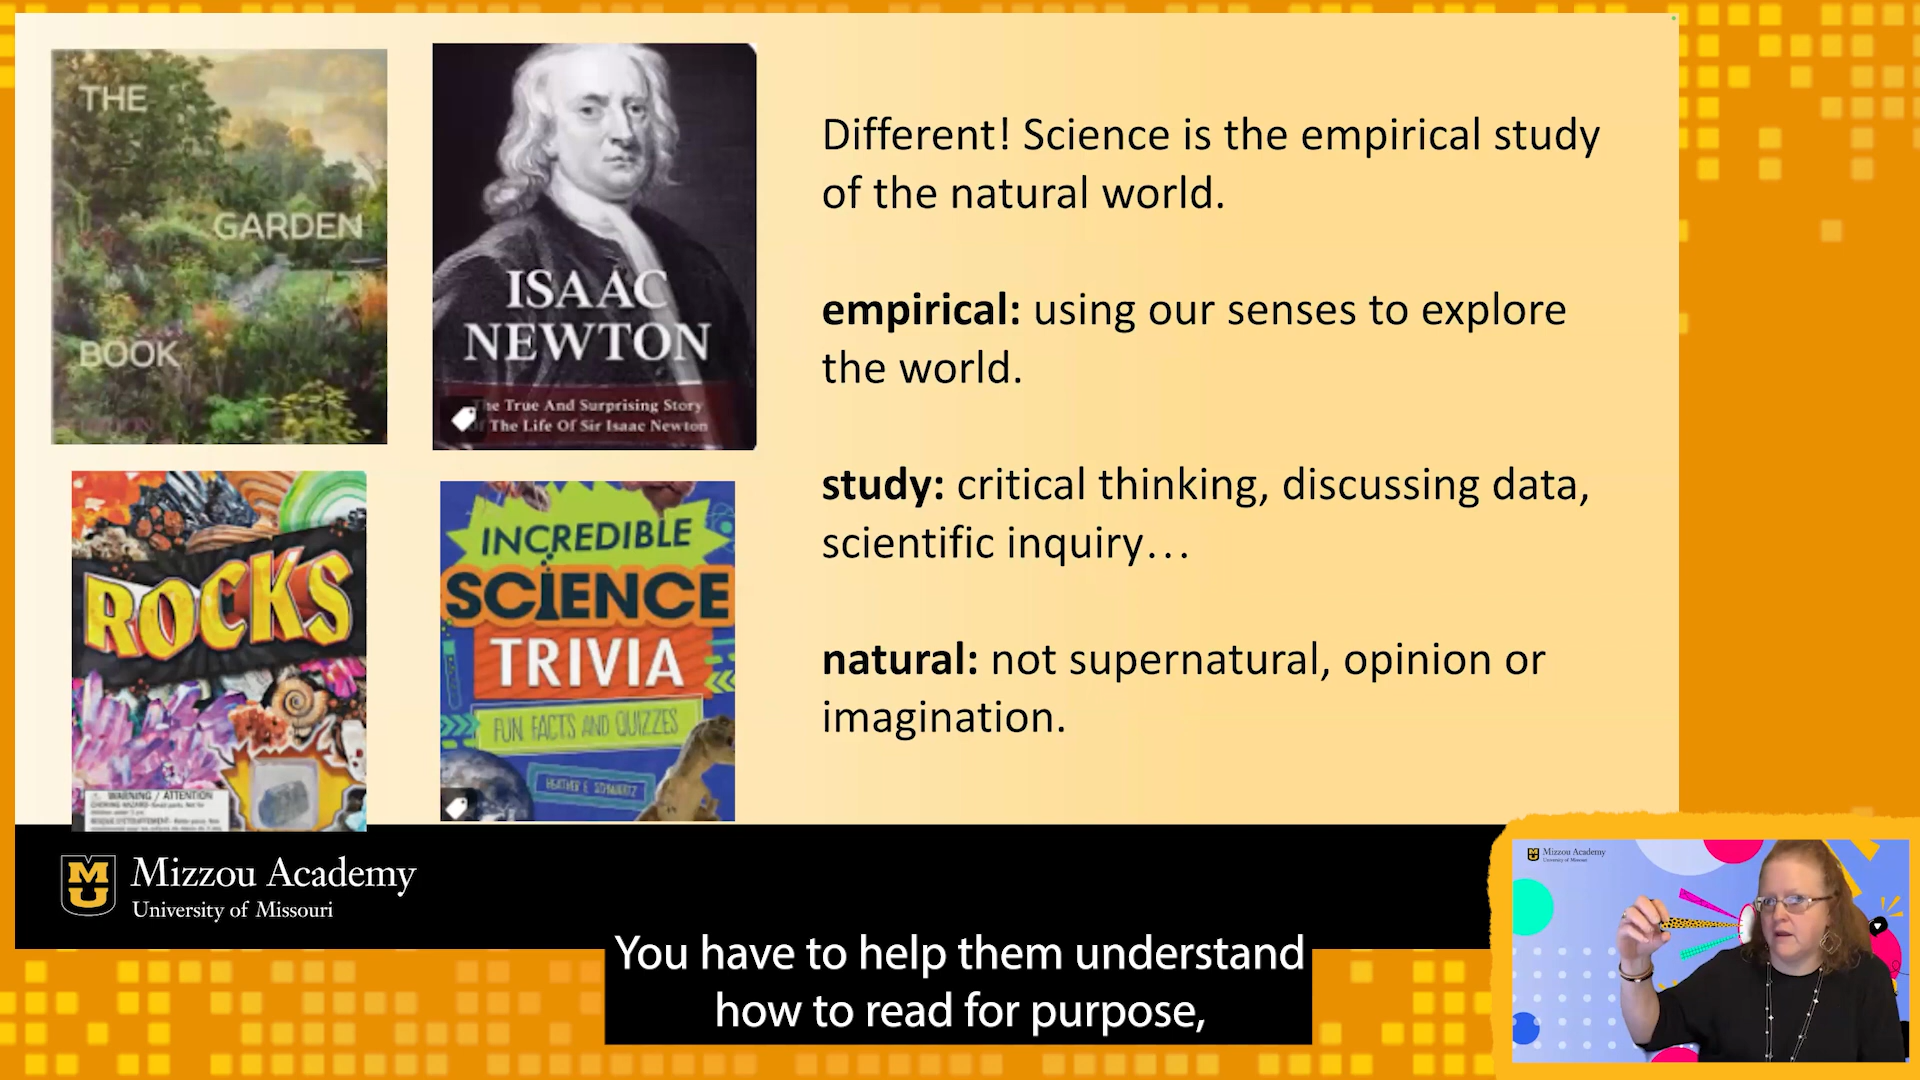 THE
GARDEN
BOOK
ISAAC
NEWTON
The True And Surprising Story
Of The Life Of Sir Isaac Newton
ROCKS
WARNING / ATTENTION
INCREDIBLE
SCIENCE
TRIVIA
FUN FACTS AND QUIZZES
HEATHER E. SCHWARTZ
Different! Science is the empirical study
of the natural world.
empirical: using our senses to explore
the world.
study: critical thinking, discussing data,
scientific inquiry…
natural: not supernatural, opinion or
imagination.
MU
Mizzou Academy
University of Missouri
Mizzou Academy
University of Missouri
You have to help them understand
how to read for purpose,